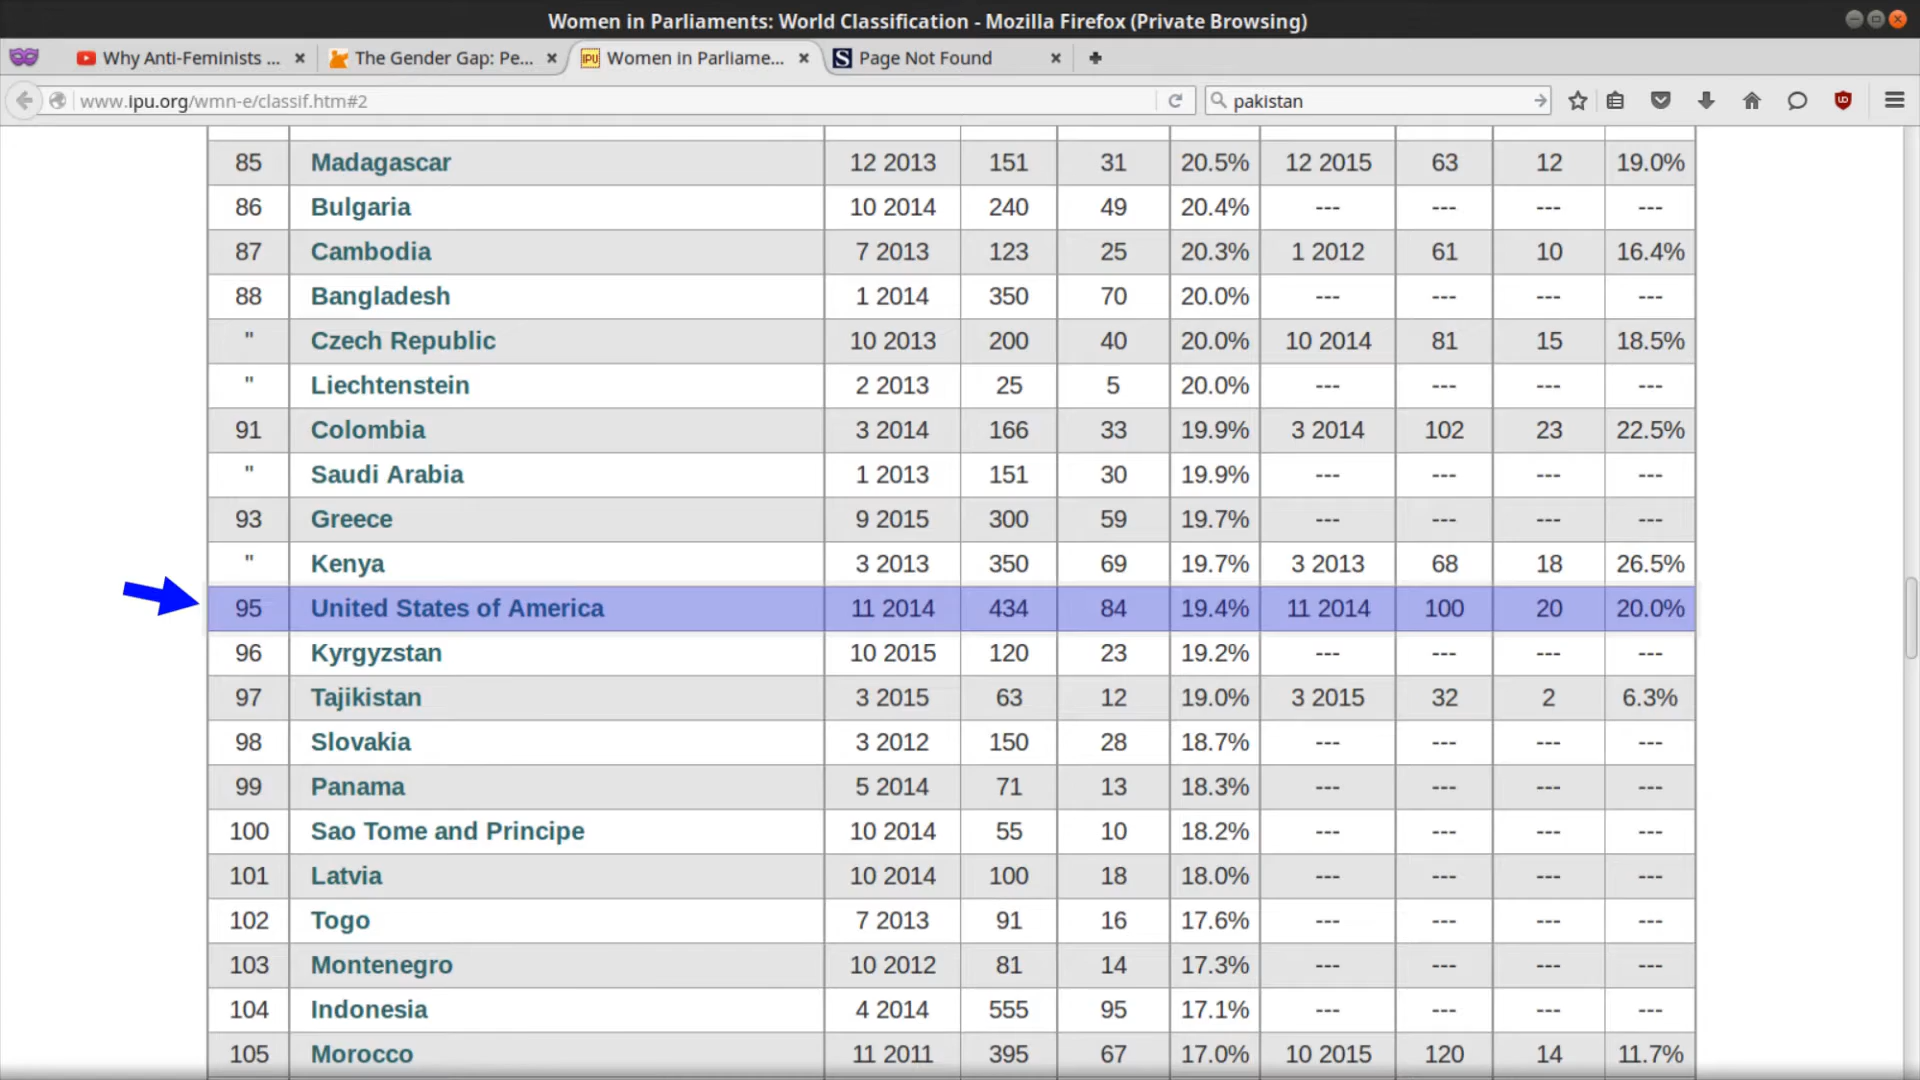 Women in Parliaments: World Classification - Mozilla Firefox (Private Browsing)
Why Anti-Feminists ...
The Gender Gap: Pe...
IPU Women in Parliame...
S Page Not Found
www.ipu.org/wmn-e/classif.htm#2
pakistan
85 Madagascar 12 2013 151 31 20.5% 12 2015 63 12 19.0%
86 Bulgaria 10 2014 240 49 20.4% --- --- --- ---
87 Cambodia 7 2013 123 25 20.3% 1 2012 61 10 16.4%
88 Bangladesh 1 2014 350 70 20.0% --- --- --- ---
" Czech Republic 10 2013 200 40 20.0% 10 2014 81 15 18.5%
" Liechtenstein 2 2013 25 5 20.0% --- --- --- ---
91 Colombia 3 2014 166 33 19.9% 3 2014 102 23 22.5%
" Saudi Arabia 1 2013 151 30 19.9% --- --- --- ---
93 Greece 9 2015 300 59 19.7% --- --- --- ---
" Kenya 3 2013 350 69 19.7% 3 2013 68 18 26.5%
95 United States of America 11 2014 434 84 19.4% 11 2014 100 20 20.0%
96 Kyrgyzstan 10 2015 120 23 19.2% --- --- --- ---
97 Tajikistan 3 2015 63 12 19.0% 3 2015 32 2 6.3%
98 Slovakia 3 2012 150 28 18.7% --- --- --- ---
99 Panama 5 2014 71 13 18.3% --- --- --- ---
100 Sao Tome and Principe 10 2014 55 10 18.2% --- --- --- ---
101 Latvia 10 2014 100 18 18.0% --- --- --- ---
102 Togo 7 2013 91 16 17.6% --- --- --- ---
103 Montenegro 10 2012 81 14 17.3% --- --- --- ---
104 Indonesia 4 2014 555 95 17.1% --- --- --- ---
105 Morocco 11 2011 395 67 17.0% 10 2015 120 14 11.7%